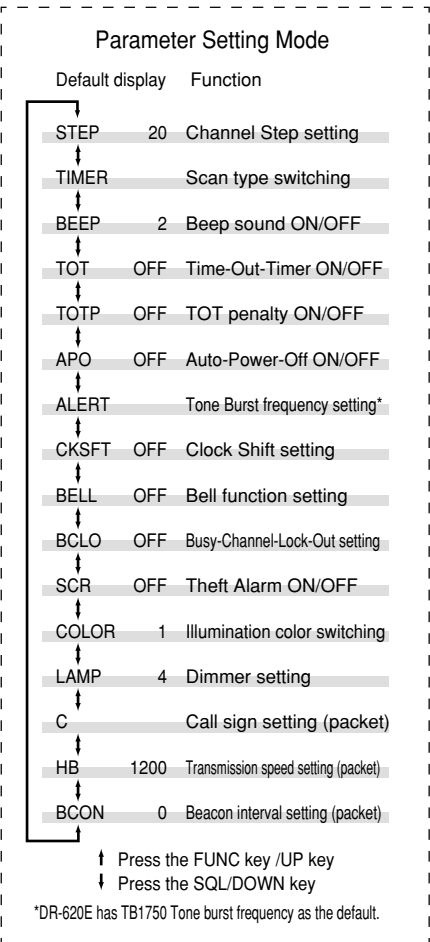 Parameter Setting Mode
Default display Function
STEP 20 Channel Step setting
TIMER Scan type switching
BEEP 2 Beep sound ON/OFF
TOT OFF Time-Out-Timer ON/OFF
TOTP OFF TOT penalty ON/OFF
APO OFF Auto-Power-Off ON/OFF
ALERT Tone Burst frequency setting*
CKSFT OFF Clock Shift setting
BELL OFF Bell function setting
BCLO OFF Busy-Channel-Lock-Out setting
SCR OFF Theft Alarm ON/OFF
COLOR 1 Illumination color switching
LAMP 4 Dimmer setting
C Call sign setting (packet)
HB 1200 Transmission speed setting (packet)
BCON 0 Beacon interval setting (packet)
Press the FUNC key /UP key
Press the SQL/DOWN key
*DR-620E has TB1750 Tone burst frequency as the default.